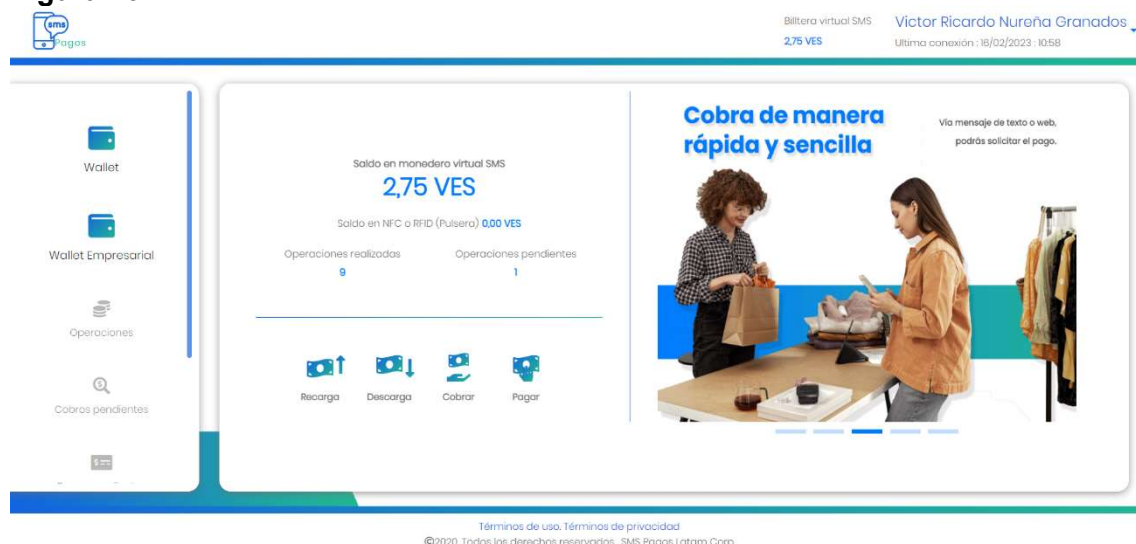 sms
Pagos
Billtera virtual SMS
2,75 VES
Victor Ricardo Nureña Granados
Ultima conexión : 16/02/2023 : 10:58
Wallet
Wallet Empresarial
Operaciones
Cobros pendientes
Saldo en monedero virtual SMS
2,75 VES
Saldo en NFC o RFID (Pulsera) 0,00 VES
Operaciones realizadas
9
Operaciones pendientes
1
Recarga
Descarga
Cobrar
Pagar
Cobra de manera
rápida y sencilla
Vía mensaje de texto o web,
podrás solicitar el pago.
Términos de uso. Términos de privacidad
©2020. Todos los derechos reservados. SMS Pagos Latam Corp